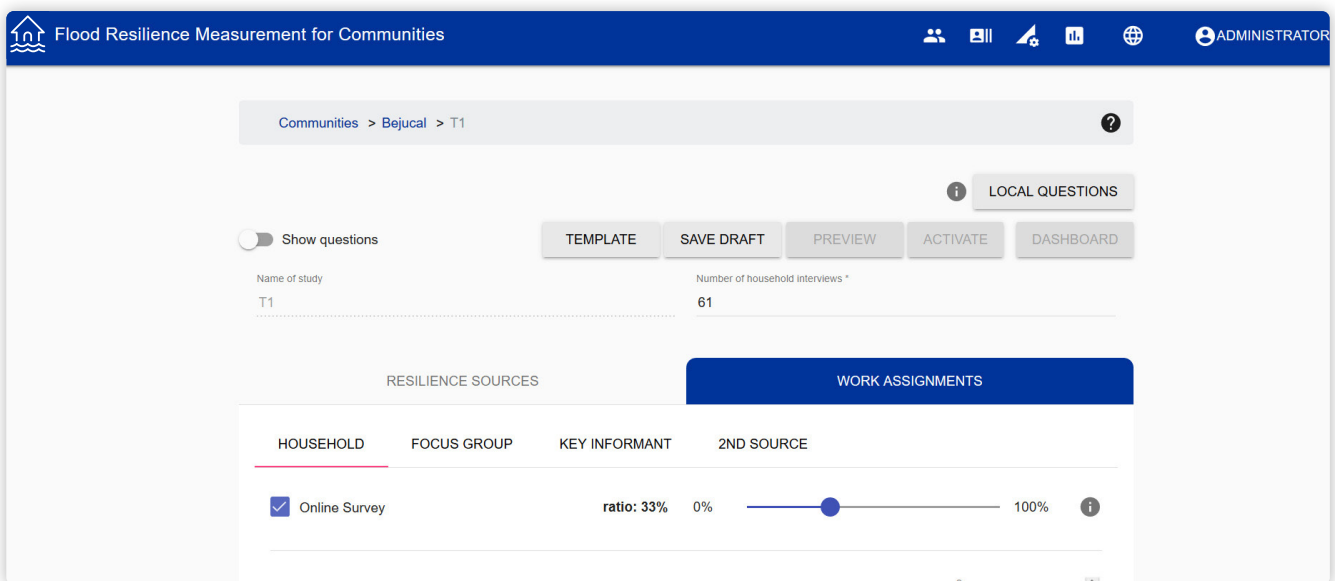 Flood Resilience Measurement for Communities
ADMINISTRATOR
Communities > Bejucal > T1
LOCAL QUESTIONS
Show questions
TEMPLATE
SAVE DRAFT
PREVIEW
ACTIVATE
DASHBOARD
Name of study
Number of household interviews *
T1
61
RESILIENCE SOURCES
WORK ASSIGNMENTS
HOUSEHOLD
FOCUS GROUP
KEY INFORMANT
2ND SOURCE
Online Survey
ratio: 33%
0%
100%